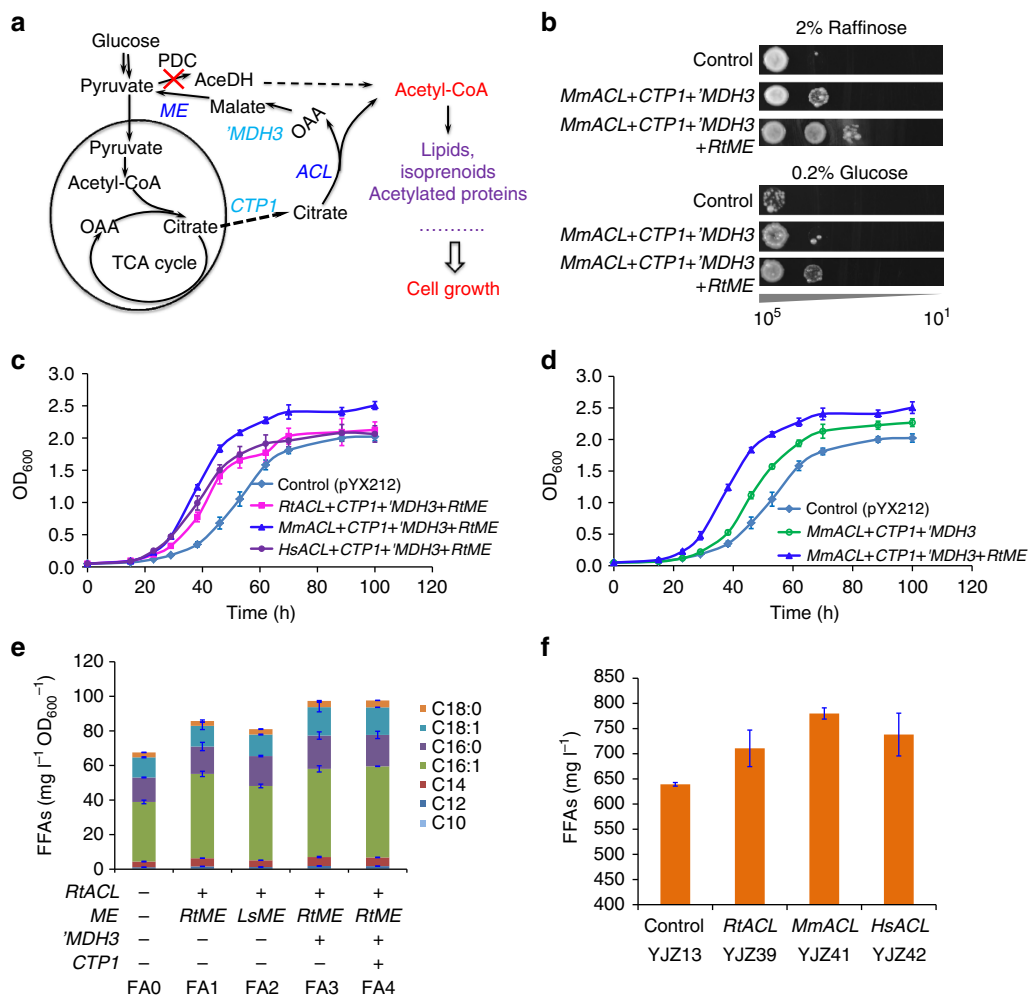 a
Glucose
PDC
Pyruvate
AceDH
Acetyl-CoA
ME
Malate
'MDH3
OAA
Pyruvate
ACL
Lipids,
isoprenoids
Acetylated proteins
...........
Acetyl-CoA
CTP1
Citrate
OAA
Citrate
TCA cycle
Cell growth
b
2% Raffinose
Control
MmACL+CTP1+'MDH3
MmACL+CTP1+'MDH3
+RtME
0.2% Glucose
Control
MmACL+CTP1+'MDH3
MmACL+CTP1+'MDH3
+RtME
10⁵ 10¹
c
3.0
2.5
2.0
1.5
1.0
0.5
0.0
OD₆₀₀
Control (pYX212)
RtACL+CTP1+'MDH3+RtME
MmACL+CTP1+'MDH3+RtME
HsACL+CTP1+'MDH3+RtME
0 20 40 60 80 100 120
Time (h)
d
3.0
2.5
2.0
1.5
1.0
0.5
0.0
OD₆₀₀
Control (pYX212)
MmACL+CTP1+'MDH3
MmACL+CTP1+'MDH3+RtME
0 20 40 60 80 100 120
Time (h)
e
120
100
80
60
40
20
0
FFAs (mg l⁻¹ OD₆₀₀⁻¹)
C18:0
C18:1
C16:0
C16:1
C14
C12
C10
RtACL – + + + +
ME – RtME LsME RtME RtME
'MDH3 – – – + +
CTP1 – – – – +
FA0 FA1 FA2 FA3 FA4
f
850
800
750
700
650
600
550
500
450
400
FFAs (mg l⁻¹)
Control RtACL MmACL HsACL
YJZ13 YJZ39 YJZ41 YJZ42